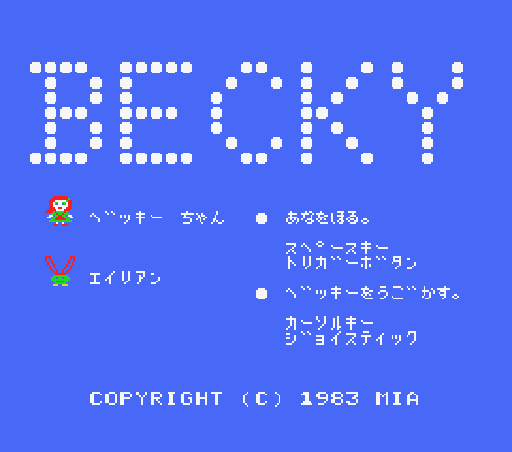 BECKY
ベッキー ちゃん
● あなをほる。
スペースキー
トリガーボタン
エイリアン
● ベッキーをうごかす。
カーソルキー
ジョイスティック
COPYRIGHT (C) 1983 MIA